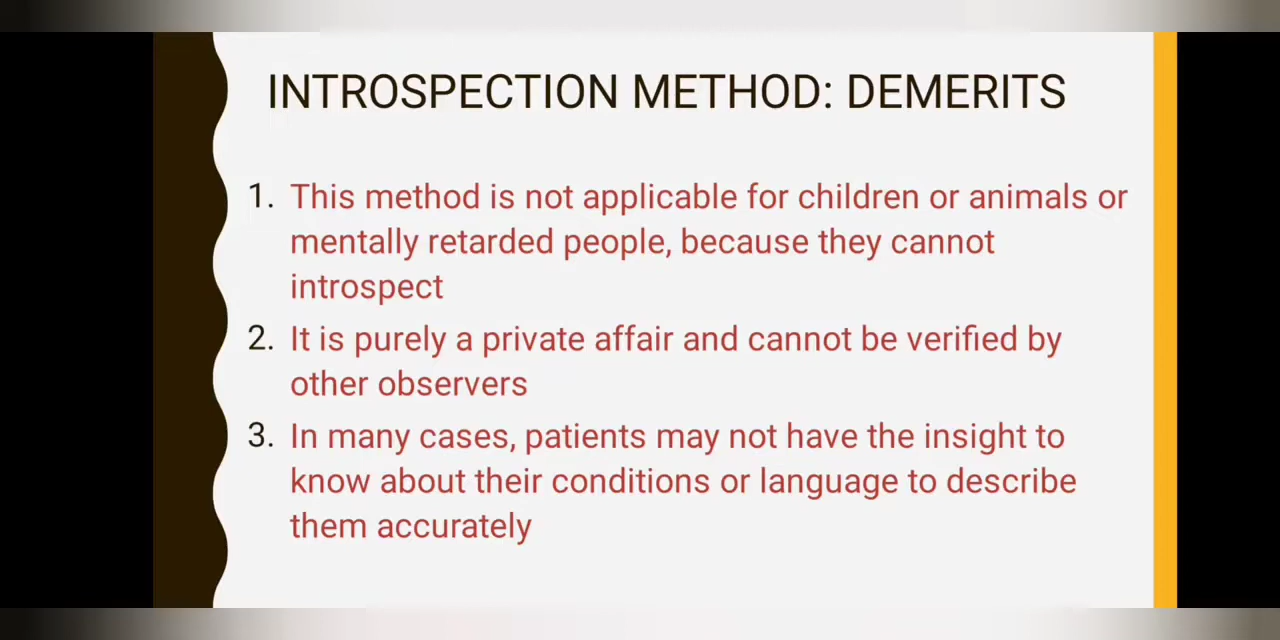 INTROSPECTION METHOD: DEMERITS
1. This method is not applicable for children or animals or
mentally retarded people, because they cannot
introspect
2. It is purely a private affair and cannot be verified by
other observers
3. In many cases, patients may not have the insight to
know about their conditions or language to describe
them accurately